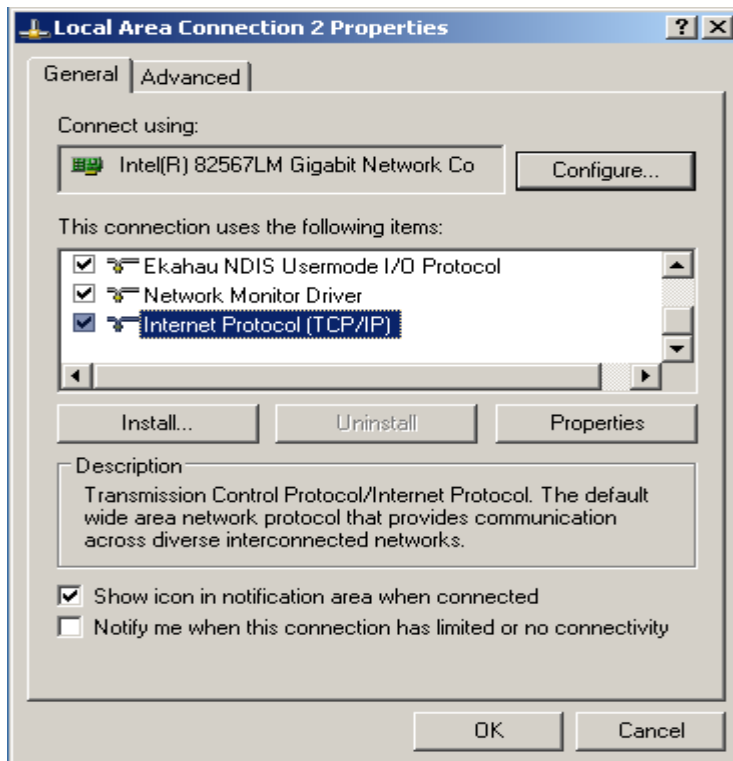 Local Area Connection 2 Properties
General Advanced
Connect using:
Intel(R) 82567LM Gigabit Network Co
Configure...
This connection uses the following items:
Ekahau NDIS Usermode I/O Protocol
Network Monitor Driver
Internet Protocol (TCP/IP)
Install... Uninstall Properties
Description
Transmission Control Protocol/Internet Protocol. The default
wide area network protocol that provides communication
across diverse interconnected networks.
Show icon in notification area when connected
Notify me when this connection has limited or no connectivity
OK Cancel